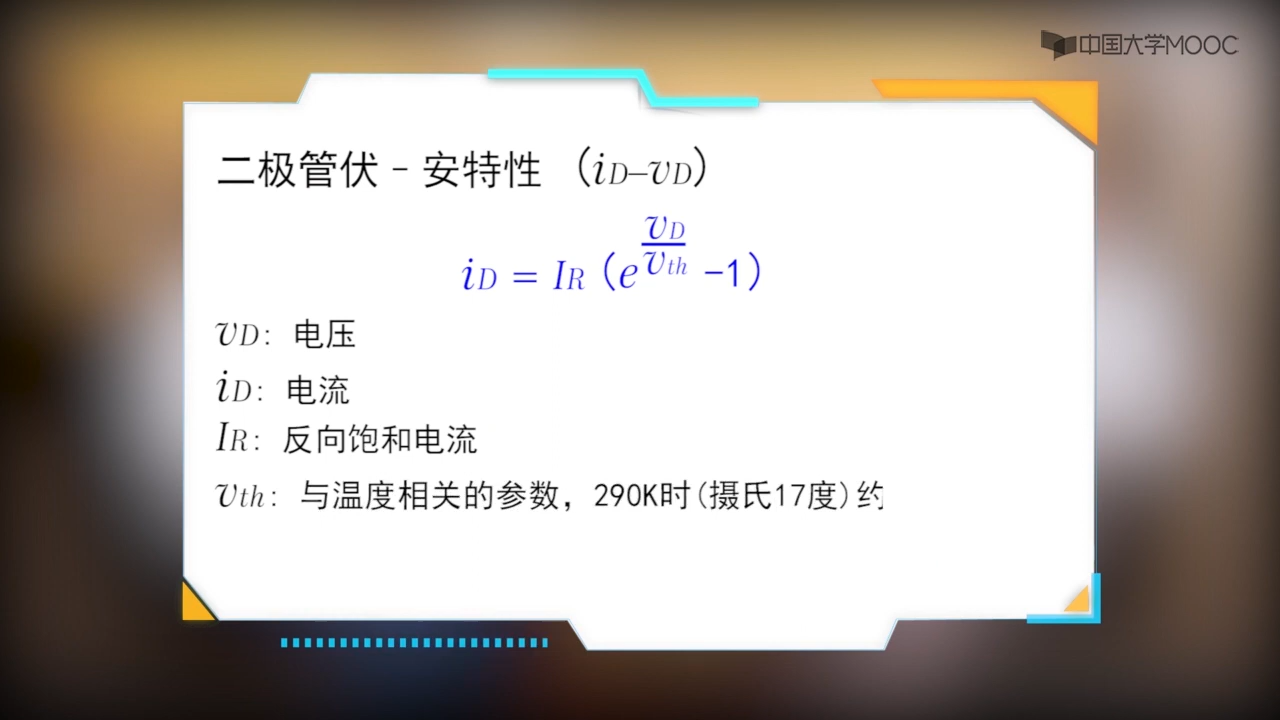 中国大学MOOC
二极管伏-安特性 (iD–vD)
iD = IR (e^(vD/vth) -1)
vD: 电压
iD: 电流
IR: 反向饱和电流
vth: 与温度相关的参数, 290K时(摄氏17度)约